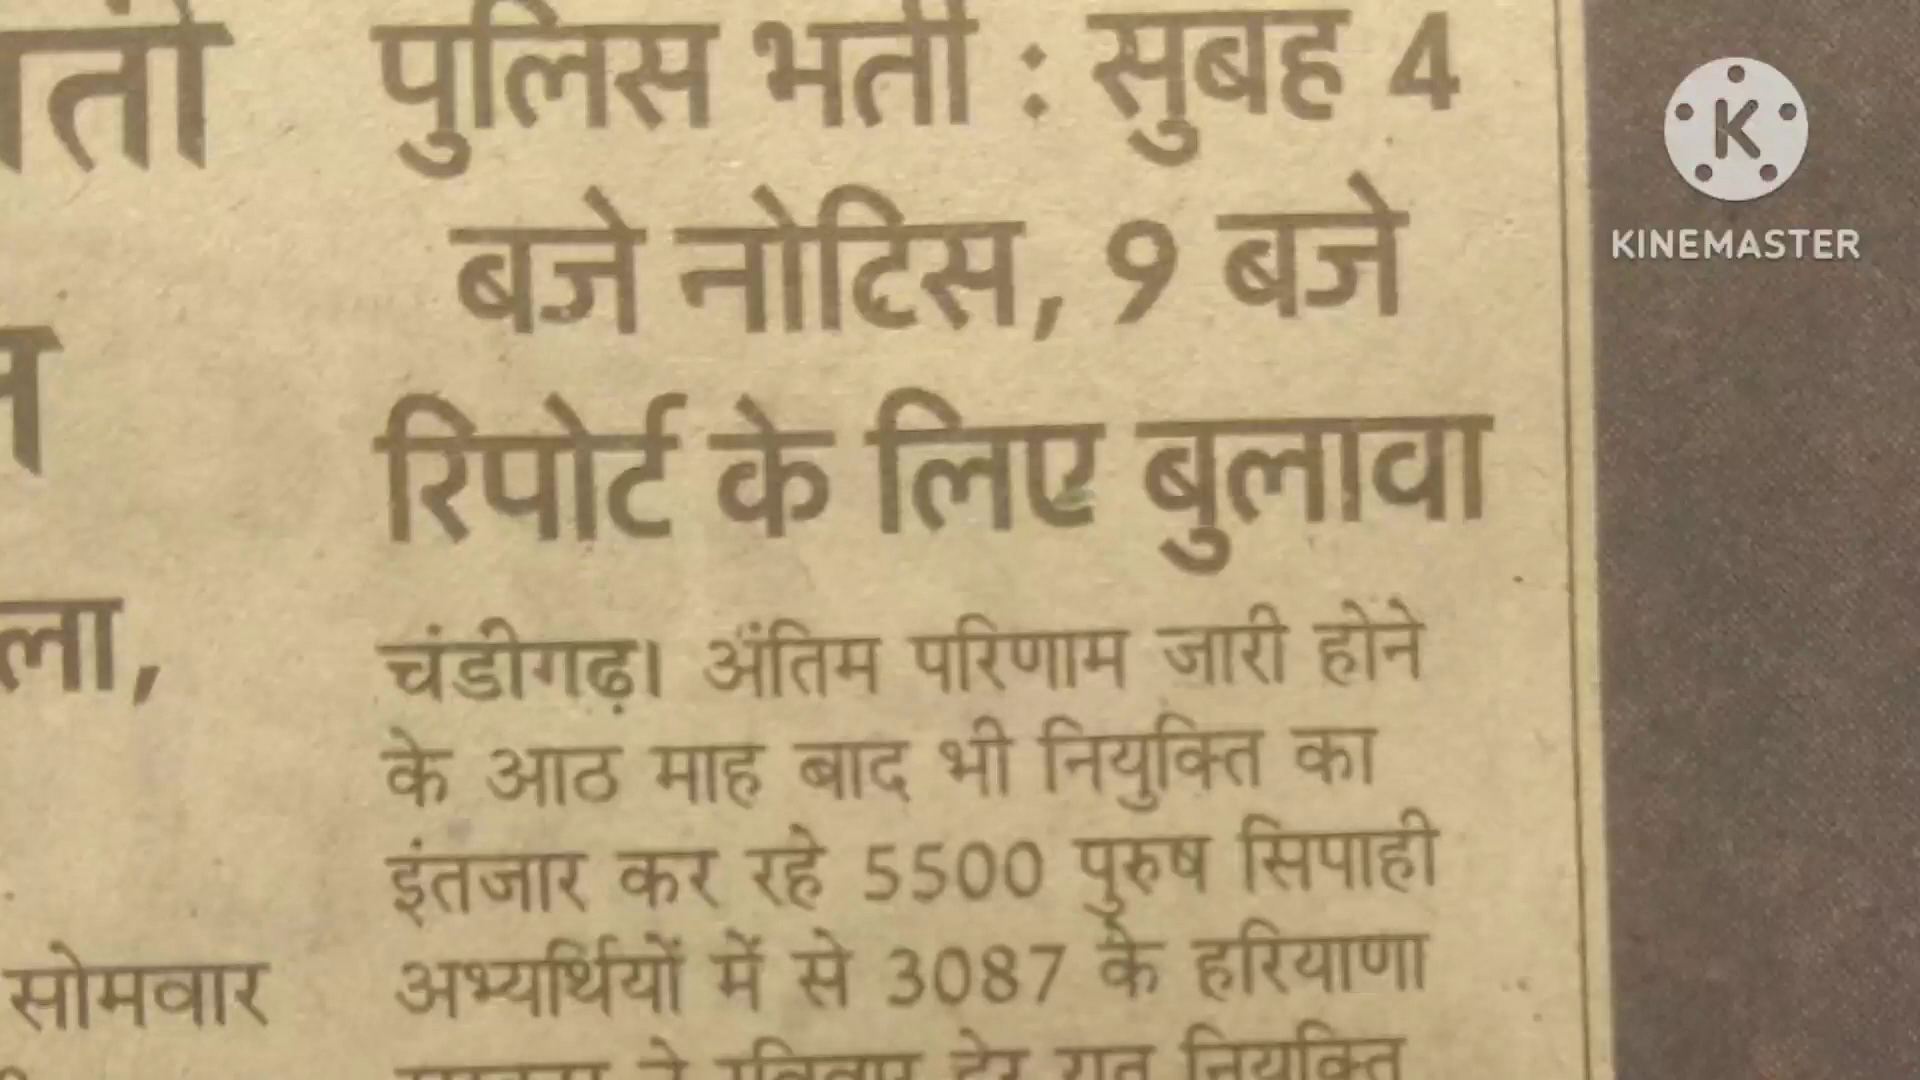 पुलिस भर्ती : सुबह 4
बजे नोटिस, 9 बजे
रिपोर्ट के लिए बुलावा
चंडीगढ़। अंतिम परिणाम जारी होने
के आठ माह बाद भी नियुक्ति का
इंतजार कर रहे 5500 पुरुष सिपाही
अभ्यर्थियों में से 3087 के हरियाणा
ला,
सोमवार
K
KINEMASTER